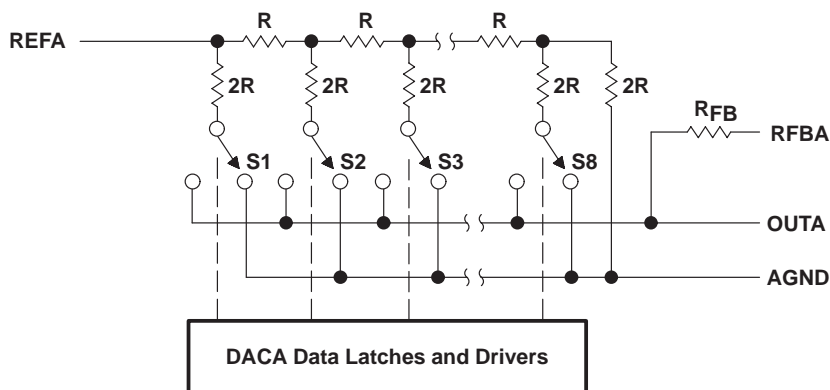 R R R
REFA
2R 2R 2R 2R 2R
RFB
RFBA
S1 S2 S3 S8
OUTA
AGND
DACA Data Latches and Drivers